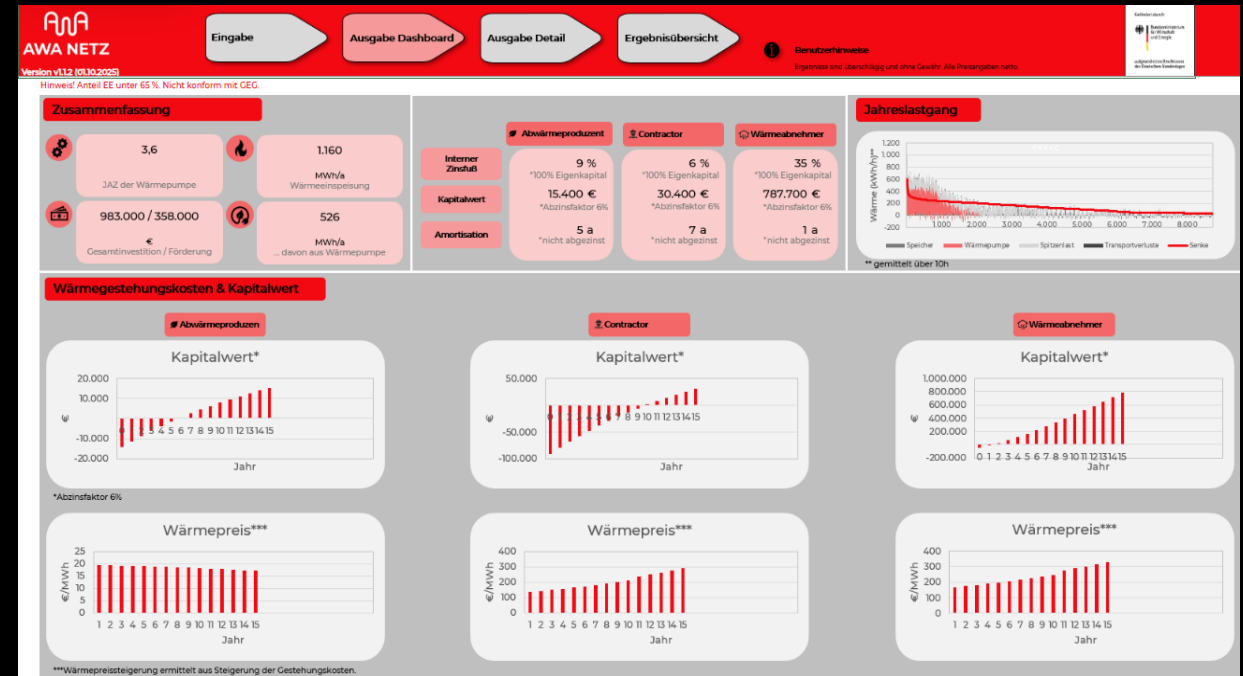 AWA NETZ
Version v1.1.2 (01.10.2025)
Eingabe
Ausgabe Dashboard
Ausgabe Detail
Ergebnisübersicht
Benutzerhinweise
Ergebnisse sind überschlägig und ohne Gewähr. Alle Preisangaben netto.
Gefördert durch:
Bundesministerium
für Wirtschaft
und Energie
aufgrund eines Beschlusses
des Deutschen Bundestages
Hinweis! Anteil EE unter 65 %. Nicht konform mit GEG.
Zusammenfassung
3,6
JAZ der Wärmepumpe
1.160
MWh/a
Wärmeeinspeisung
983.000 / 358.000
€
Gesamtinvestition / Förderung
526
MWh/a
... davon aus Wärmepumpe
Abwärmeproduzent
Contractor
Wärmeabnehmer
Interner
Zinsfuß
9 %
*100% Eigenkapital
6 %
*100% Eigenkapital
35 %
*100% Eigenkapital
Kapitalwert
15.400 €
*Abzinsfaktor 6%
30.400 €
*Abzinsfaktor 6%
787.700 €
*Abzinsfaktor 6%
Amortisation
5 a
*nicht abgezinst
7 a
*nicht abgezinst
1 a
*nicht abgezinst
Jahreslastgang
Wärme (kWh/h)**
1.200
1.000
800
600
400
200
0
-200
1.000 2.000 3.000 4.000 5.000 6.000 7.000 8.000
Speicher Wärmepumpe Spitzenlast Transportverluste Senke
** gemittelt über 10h
Wärmegestehungskosten & Kapitalwert
Abwärmeproduzen
Contractor
Wärmeabnehmer
Kapitalwert*
20.000
10.000
-10.000
-20.000
€
0 1 2 3 4 5 6 7 8 9 10 11 12 13 14 15
Jahr
*Abzinsfaktor 6%
Kapitalwert*
50.000
-50.000
-100.000
€
0 1 2 3 4 5 6 7 8 9 10 11 12 13 14 15
Jahr
Kapitalwert*
1.000.000
800.000
600.000
400.000
200.000
-200.000
€
0 1 2 3 4 5 6 7 8 9 10 11 12 13 14 15
Jahr
Wärmepreis***
25
20
15
10
5
0
€/MWh
1 2 3 4 5 6 7 8 9 10 11 12 13 14 15
Jahr
Wärmepreis***
400
300
200
100
0
€/MWh
1 2 3 4 5 6 7 8 9 10 11 12 13 14 15
Jahr
Wärmepreis***
400
300
200
100
0
€/MWh
1 2 3 4 5 6 7 8 9 10 11 12 13 14 15
Jahr
***Wärmepreissteigerung ermittelt aus Steigerung der Gestehungskosten.